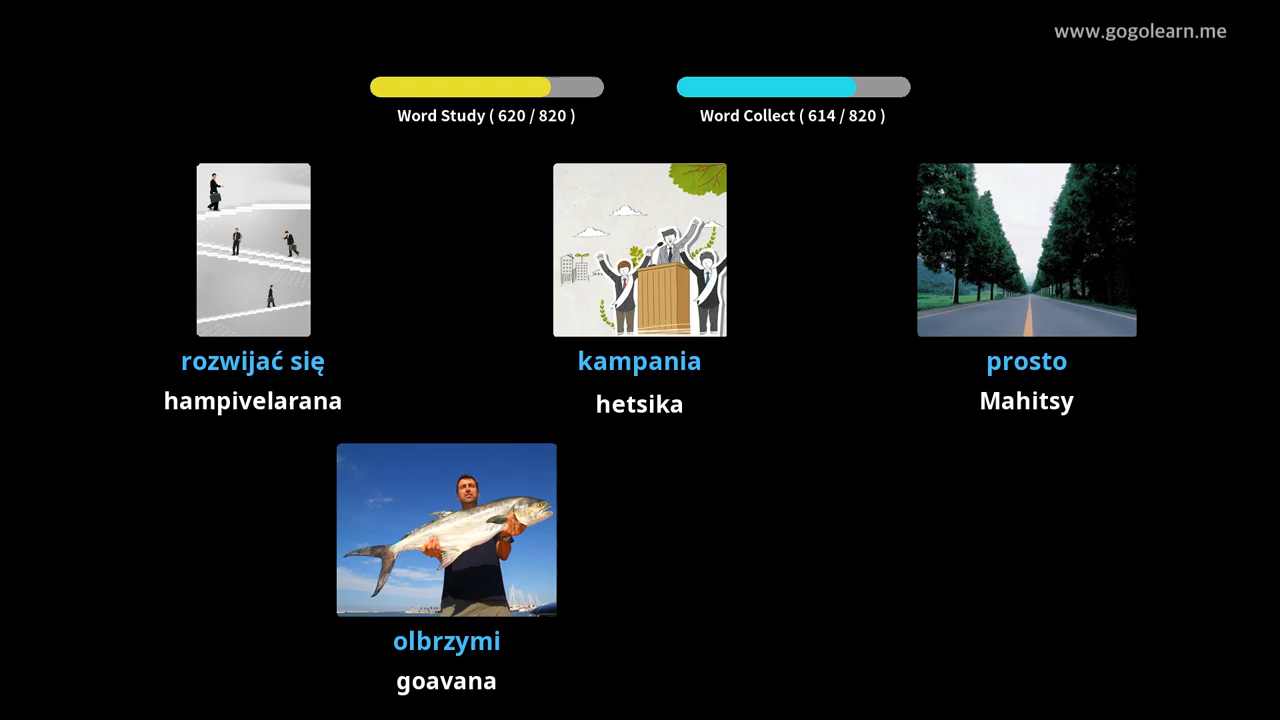 www.gogolearn.me
Word Study ( 620 / 820 )
Word Collect ( 614 / 820 )
rozwijać się
hampivelarana
kampania
hetsika
prosto
Mahitsy
olbrzymi
goavana